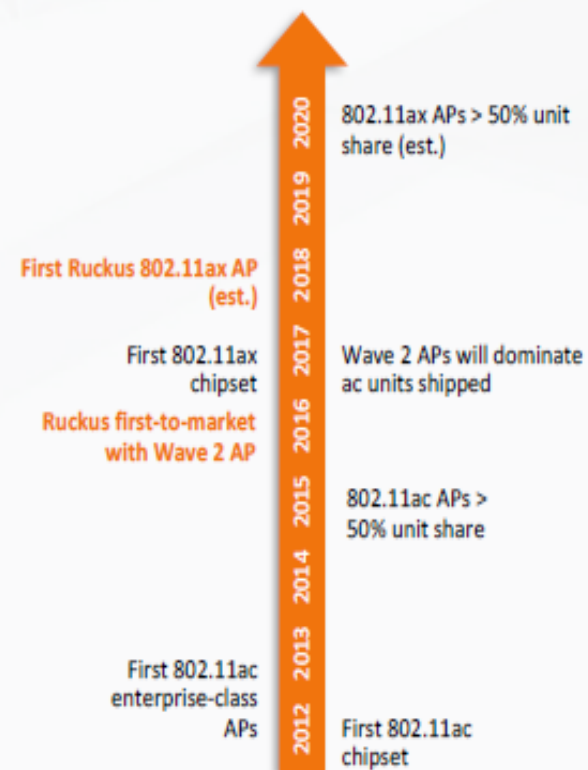 2020
802.11ax APs > 50% unit
share (est.)
2019
First Ruckus 802.11ax AP
(est.)
2018
First 802.11ax
chipset
2017
Wave 2 APs will dominate
ac units shipped
Ruckus first-to-market
with Wave 2 AP
2016
2015
802.11ac APs >
50% unit share
2014
2013
First 802.11ac
enterprise-class
APs
2012
First 802.11ac
chipset